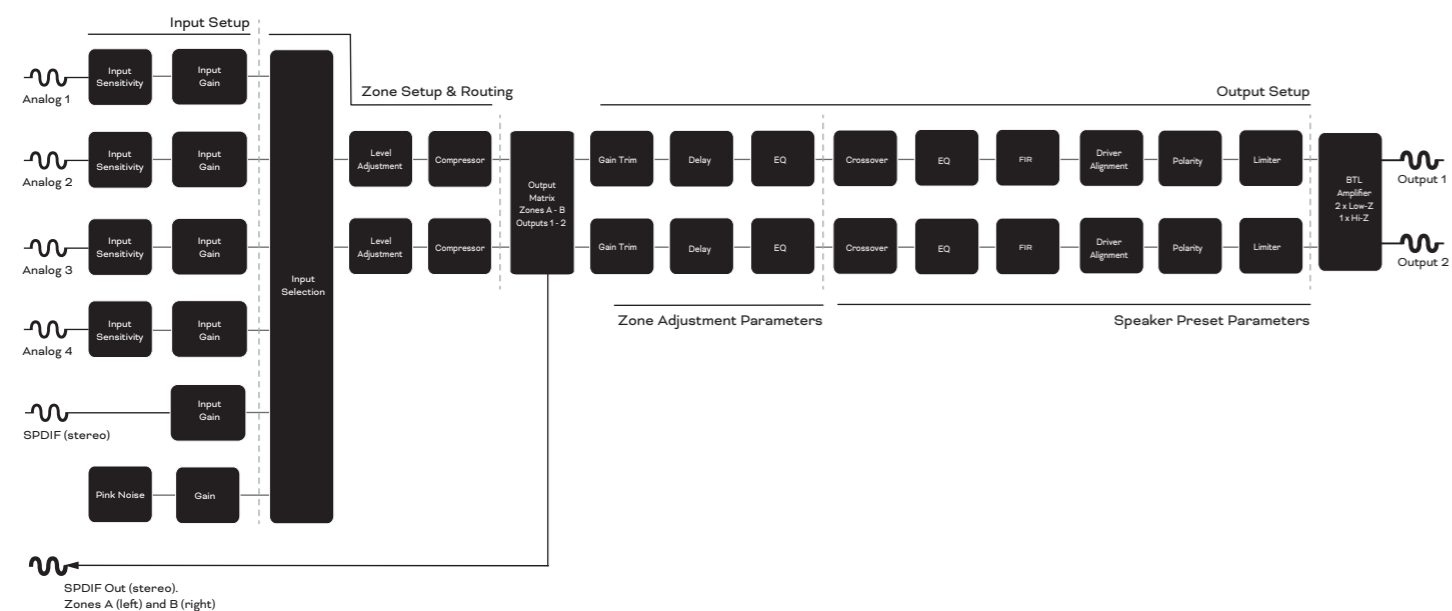 Input Setup
Zone Setup & Routing
Output Setup
Analog 1
Input
Sensitivity
Input
Gain
Analog 2
Input
Sensitivity
Input
Gain
Analog 3
Input
Sensitivity
Input
Gain
Analog 4
Input
Sensitivity
Input
Gain
SPDIF (stereo)
Input
Gain
Pink Noise
Gain
Input
Selection
Level
Adjustment
Compressor
Level
Adjustment
Compressor
Output
Matrix
Zones A - B
Outputs 1 - 2
Gain Trim
Delay
EQ
Crossover
EQ
FIR
Driver
Alignment
Polarity
Limiter
Gain Trim
Delay
EQ
Crossover
EQ
FIR
Driver
Alignment
Polarity
Limiter
BTL
Amplifier
2 x Low-Z
1 x Hi-Z
Output 1
Output 2
Zone Adjustment Parameters
Speaker Preset Parameters
SPDIF Out (stereo).
Zones A (left) and B (right)